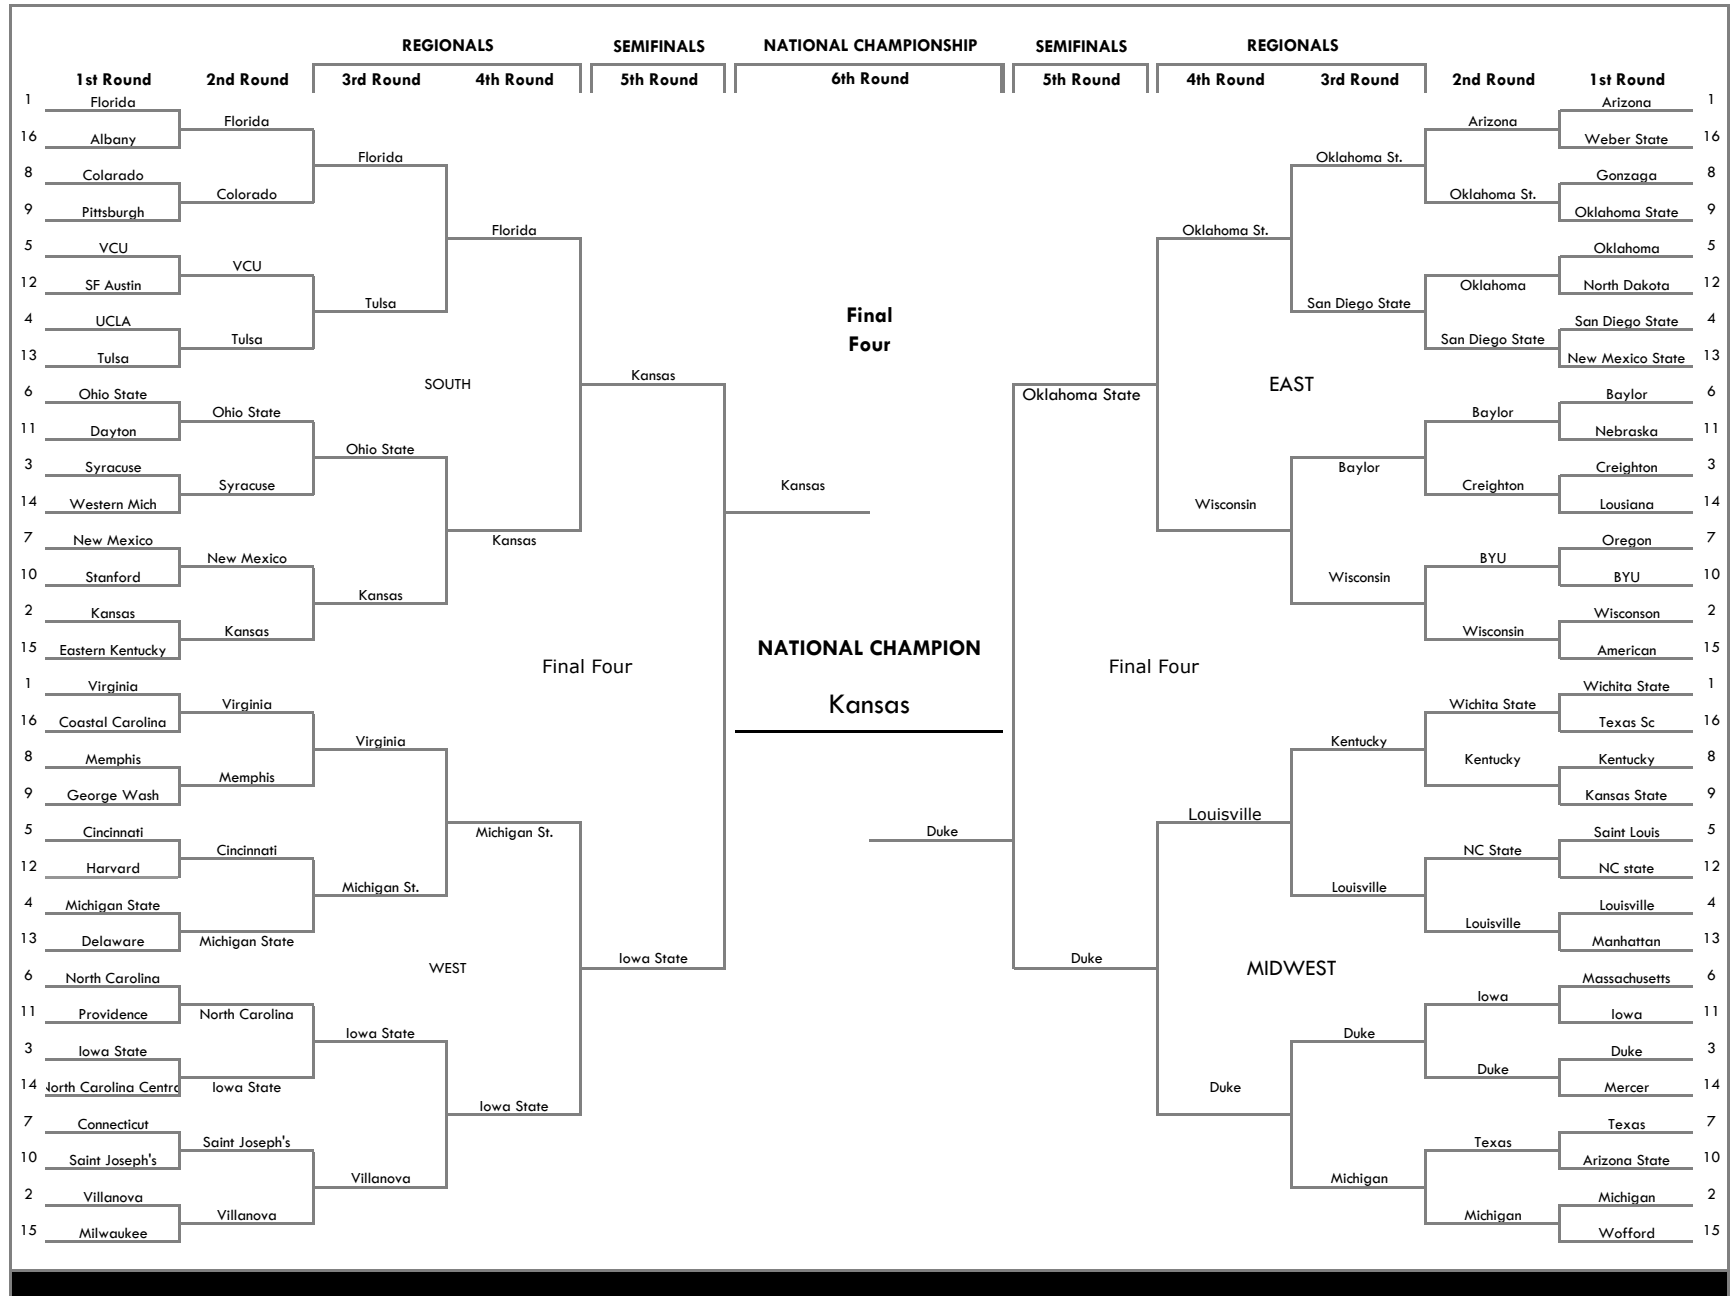 REGIONALS SEMIFINALS NATIONAL CHAMPIONSHIP SEMIFINALS REGIONALS
1st Round 2nd Round 3rd Round 4th Round 5th Round 6th Round 5th Round 4th Round 3rd Round 2nd Round 1st Round
1 Florida Arizona 1
Florida Arizona
16 Albany Weber State 16
Florida Oklahoma St.
8 Colarado Gonzaga 8
Colorado Oklahoma St.
9 Pittsburgh Oklahoma State 9
Florida Oklahoma St.
5 VCU Oklahoma 5
VCU Oklahoma
12 SF Austin North Dakota 12
Tulsa San Diego State
4 UCLA Final San Diego State 4
Tulsa Four San Diego State
13 Tulsa New Mexico State 13
Kansas
SOUTH EAST
6 Ohio State Oklahoma State Baylor 6
Ohio State Baylor
11 Dayton Nebraska 11
Ohio State Baylor
3 Syracuse Creighton 3
Syracuse Kansas Creighton
14 Western Mich Wisconsin Lousiana 14
7 New Mexico Kansas Oregon 7
New Mexico BYU
10 Stanford Wisconsin BYU 10
Kansas
2 Kansas Wisconson 2
Kansas Wisconsin
15 Eastern Kentucky NATIONAL CHAMPION American 15
Final Four Final Four
1 Virginia Wichita State 1
Virginia Kansas Wichita State
16 Coastal Carolina Texas Sc 16
Virginia Kentucky
8 Memphis Kentucky Kentucky 8
Memphis
9 George Wash Kansas State 9
Louisville
5 Cincinnati Michigan St. Duke Saint Louis 5
Cincinnati NC State
12 Harvard NC state 12
Michigan St. Louisville
4 Michigan State Louisville 4
Michigan State Louisville
13 Delaware Manhattan 13
Iowa State Duke
WEST MIDWEST
6 North Carolina Massachusetts 6
North Carolina Iowa
11 Providence Iowa 11
Iowa State Duke
3 Iowa State Duke 3
Iowa State Duke Duke
14 North Carolina Centrc Mercer 14
Iowa State
7 Connecticut Texas 7
Saint Joseph's Texas
10 Saint Joseph's Arizona State 10
Villanova Michigan
2 Villanova Michigan 2
Villanova Michigan
15 Milwaukee Wofford 15